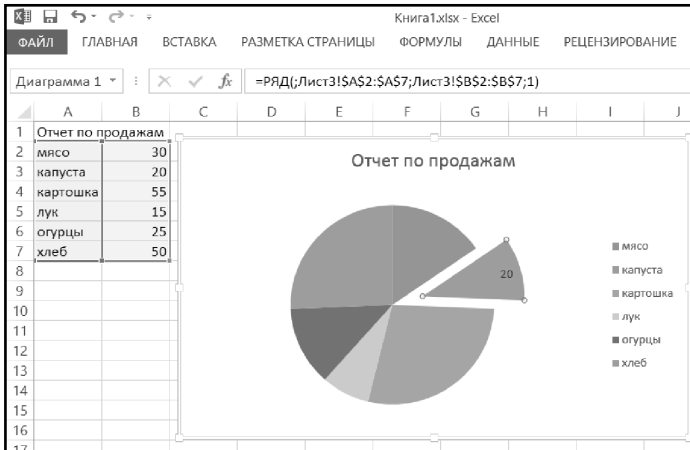 Книга1.xlsx - Excel
ФАЙЛ ГЛАВНАЯ ВСТАВКА РАЗМЕТКА СТРАНИЦЫ ФОРМУЛЫ ДАННЫЕ РЕЦЕНЗИРОВАНИЕ
Диаграмма 1 fx =РЯД(;Лист3!$A$2:$A$7;Лист3!$B$2:$B$7;1)
A B C D E F G H I J
1 Отчет по продажам
2 мясо 30
3 капуста 20
4 картошка 55
5 лук 15
6 огурцы 25
7 хлеб 50
8
9
10
11
12
13
14
15
16
17
Отчет по продажам
20
мясо
капуста
картошка
лук
огурцы
хлеб